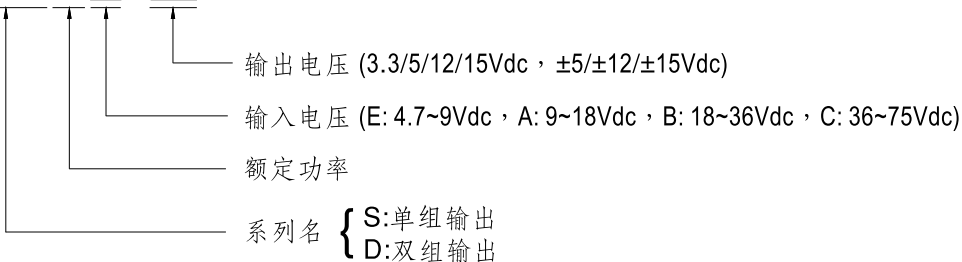 输出电压 (3.3/5/12/15Vdc，±5/±12/±15Vdc)
输入电压 (E: 4.7~9Vdc，A: 9~18Vdc，B: 18~36Vdc，C: 36~75Vdc)
额定功率
系列名 { S:单组输出
D:双组输出